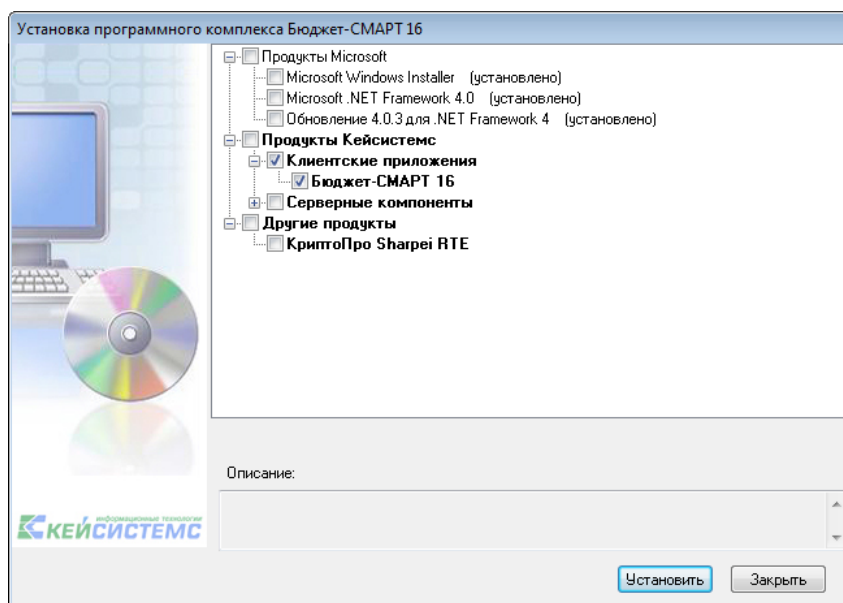 Установка программного комплекса Бюджет-СМАРТ 16
Продукты Microsoft
Microsoft Windows Installer (установлено)
Microsoft .NET Framework 4.0 (установлено)
Обновление 4.0.3 для .NET Framework 4 (установлено)
Продукты Кейсистемс
Клиентские приложения
Бюджет-СМАРТ 16
Серверные компоненты
Другие продукты
КриптоПро Sharpei RTE
Описание:
информационные технологии
КЕЙСИСТЕМС
Установить Закрыть